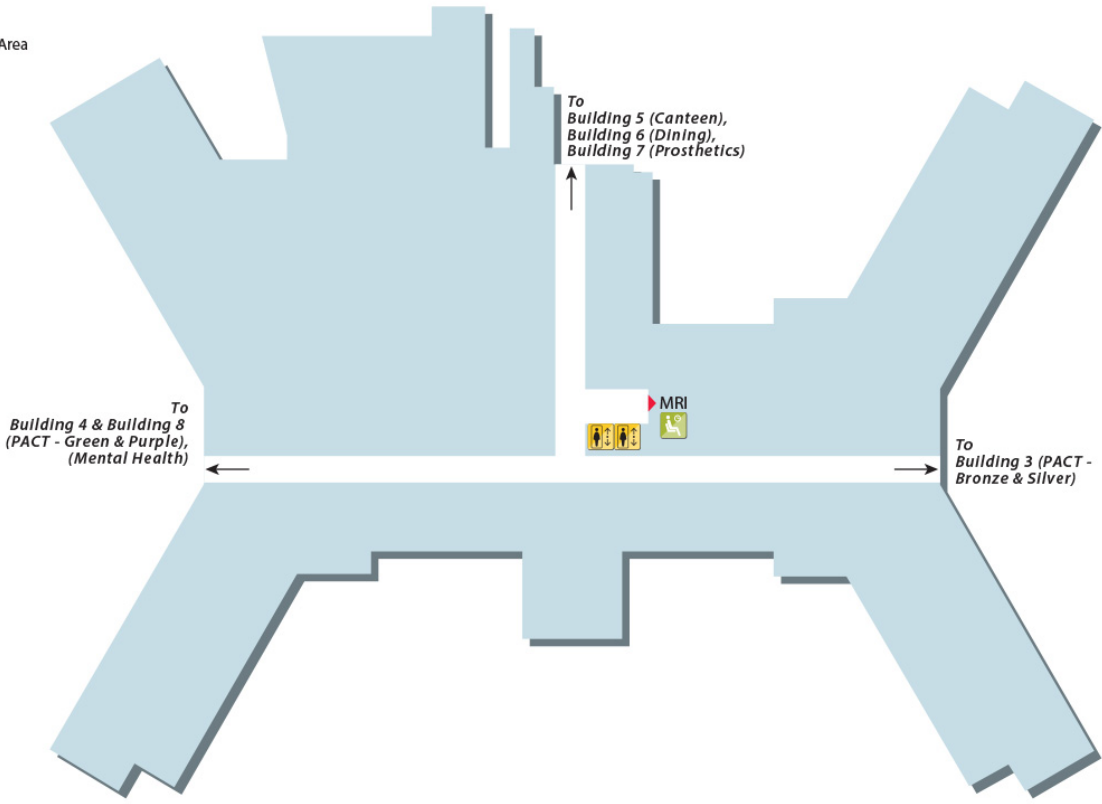 Area
To
Building 5 (Canteen),
Building 6 (Dining),
Building 7 (Prosthetics)
To
Building 4 & Building 8
(PACT - Green & Purple),
(Mental Health)
MRI
To
Building 3 (PACT -
Bronze & Silver)